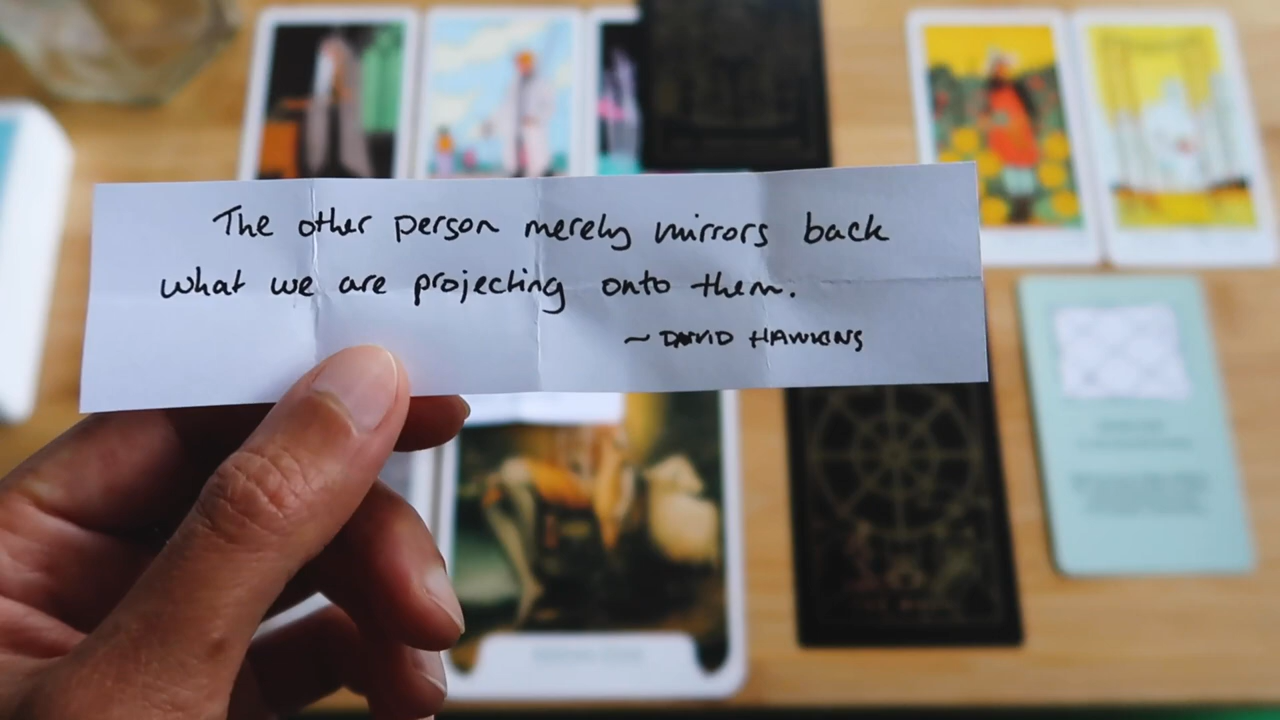 The other person merely mirrors back
what we are projecting onto them.
~ DAVID HAWKINS